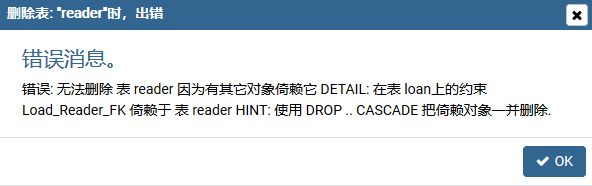 删除表: "reader"时，出错
错误消息。
错误: 无法删除 表 reader 因为有其它对象倚赖它 DETAIL: 在表 loan上的约束
Load_Reader_FK 倚赖于 表 reader HINT: 使用 DROP .. CASCADE 把倚赖对象一并删除.
OK